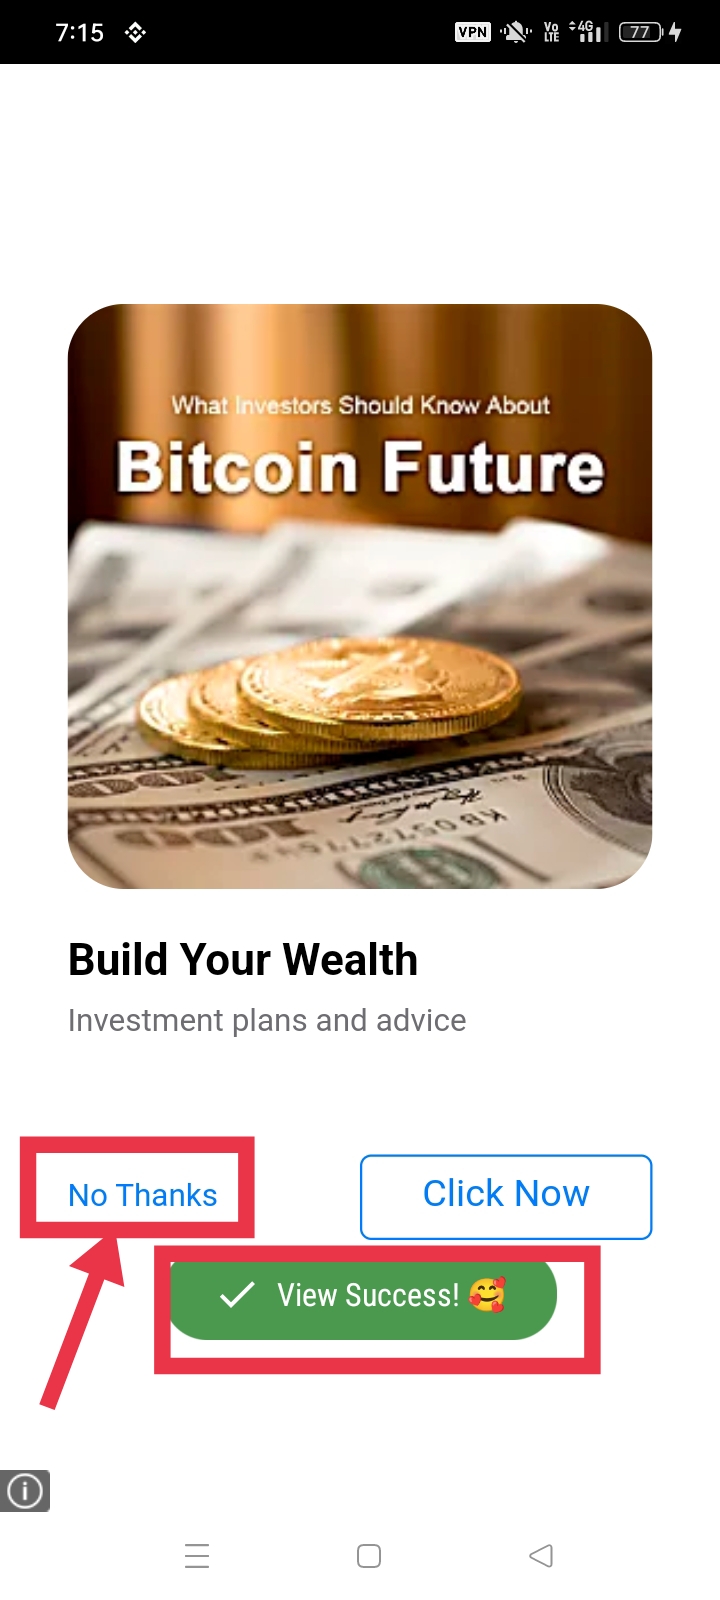 7:15
VPN
Vo
LTE
4G
77
What Investors Should Know About
Bitcoin Future
Build Your Wealth
Investment plans and advice
No Thanks
Click Now
View Success! 🥰